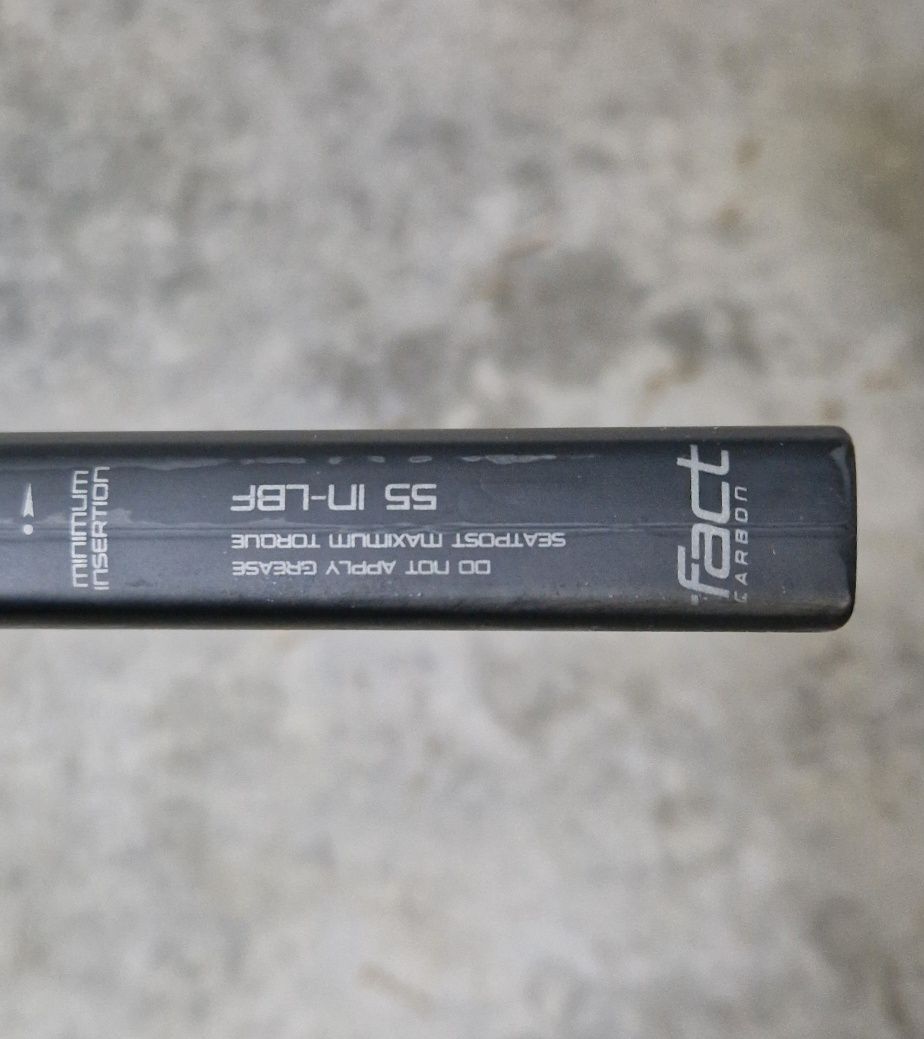 DO NOT APPLY GREASE
SEATPOST MAXIMUM TORQUE
55 IN-LBF
MINIMUM
INSERTION
fact
CARBON